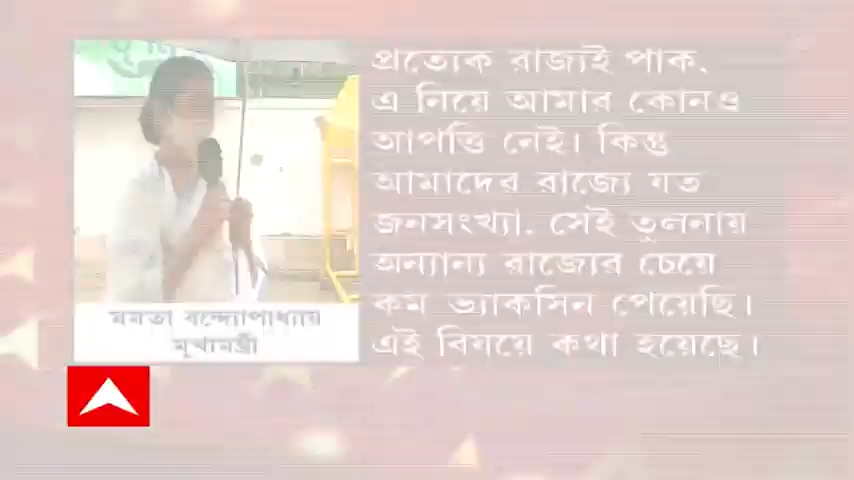 প্রত্যেক রাজ্যই পাক.
এ নিয়ে আমার কোনও
আপত্তি নেই। কিন্তু
আমাদের রাজ্যে যত
জনসংখ্যা. সেই তুলনায়
অন্যান্য রাজ্যের চেয়ে
কম ভ্যাকসিন পেয়েছি।
এই বিষয়ে কথা হয়েছে।
মমতা বন্দ্যোপাধ্যায়
মুখ্যমন্ত্রী